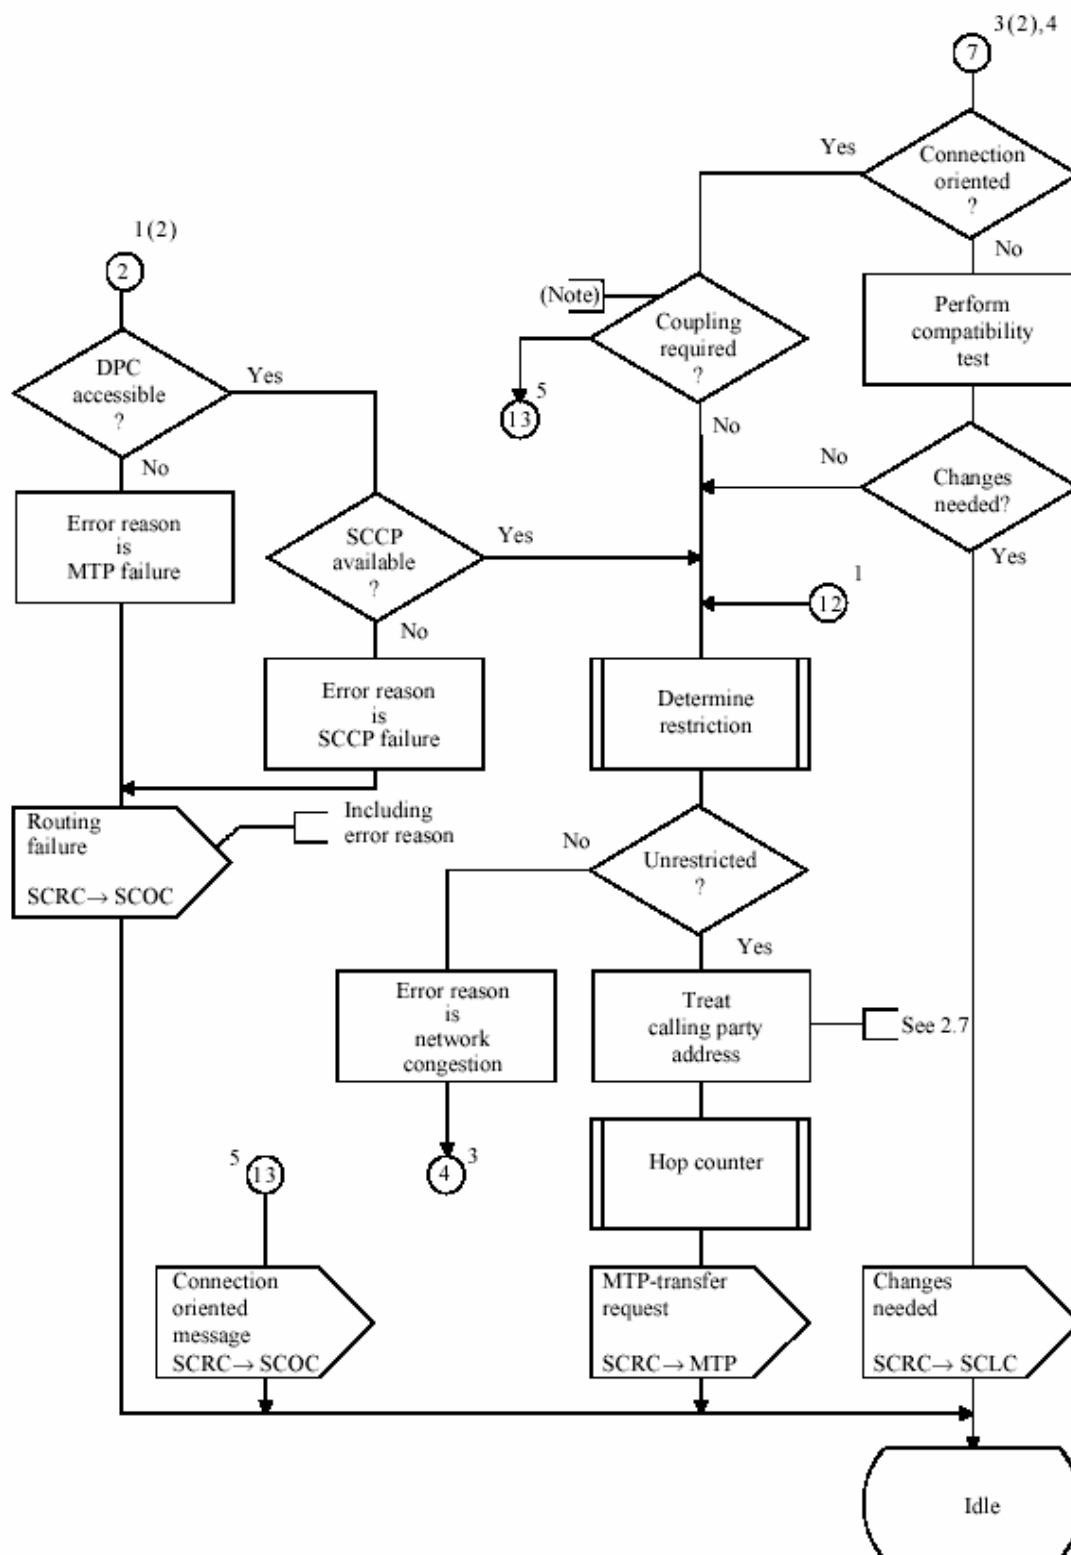 3(2),4
7
Yes
Connection
oriented
?
No
1(2)
2
(Note)
Coupling
required
?
Perform
compatibility
test
DPC
accessible
?
Yes
5
13
No
No
No
Changes
needed?
Error reason
is
MTP failure
SCCP
available
?
Yes
Yes
1
12
No
Error reason
is
SCCP failure
Determine
restriction
Routing
failure
SCRC→ SCOC
Including
error reason
No
Unrestricted
?
Yes
Error reason
is
network
congestion
Treat
calling party
address
See 2.7
5
13
4
3
Hop counter
Connection
oriented
message
SCRC→ SCOC
MTP-transfer
request
SCRC→ MTP
Changes
needed
SCRC→ SCLC
Idle